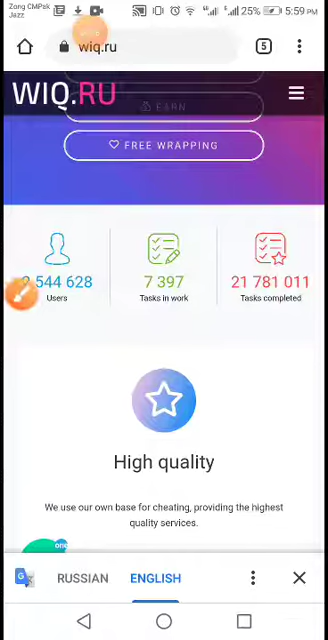 Zong CMPak
Jazz
25% 5:59 PM
wiq.ru
5
WIQ.RU
EARN
FREE WRAPPING
544 628
7 397
21 781 011
Users
Tasks in work
Tasks completed
High quality
We use our own base for cheating, providing the highest
quality services.
one
RUSSIAN
ENGLISH